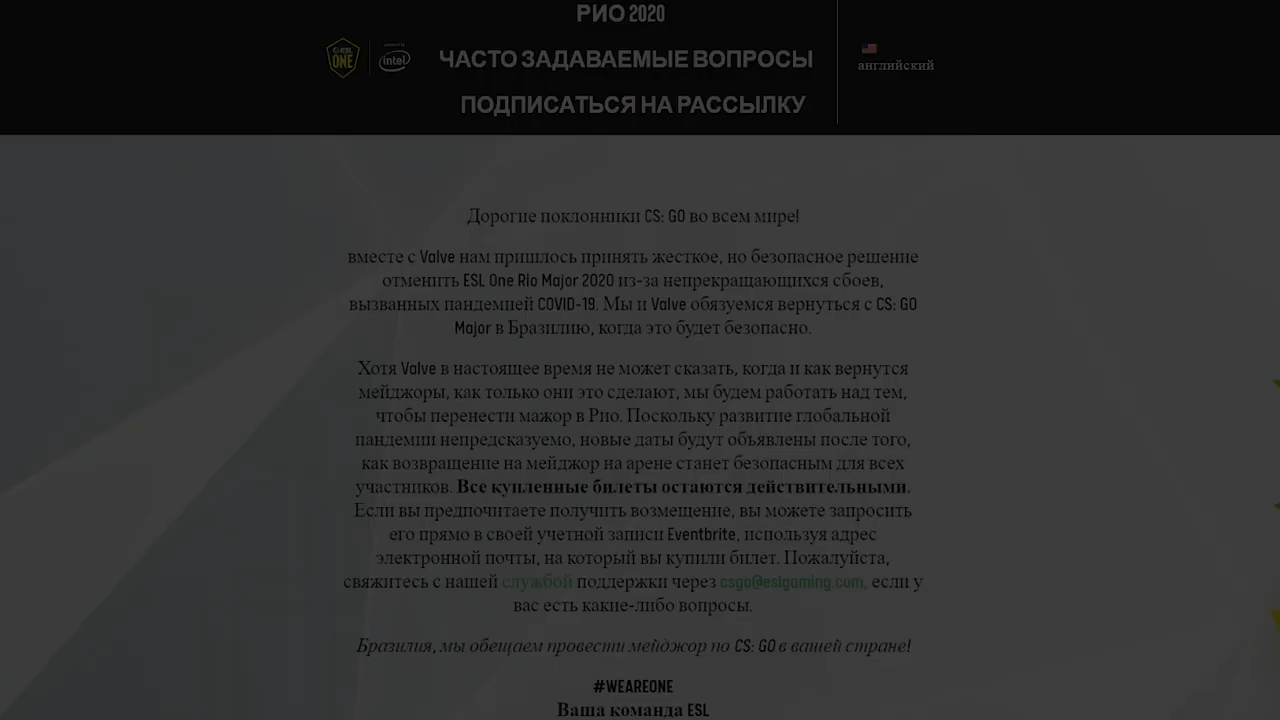 РИО 2020
ESL
ONE
powered by
intel
ЧАСТО ЗАДАВАЕМЫЕ ВОПРОСЫ
английский
ПОДПИСАТЬСЯ НА РАССЫЛКУ
Дорогие поклонники CS: GO во всем мире!
вместе с Valve нам пришлось принять жесткое, но безопасное решение
отменить ESL One Rio Major 2020 из-за непрекращающихся сбоев,
вызванных пандемией COVID-19. Мы и Valve обязуемся вернуться с CS: GO
Major в Бразилию, когда это будет безопасно.
Хотя Valve в настоящее время не может сказать, когда и как вернутся
мейджоры, как только они это сделают, мы будем работать над тем,
чтобы перенести мажор в Рио. Поскольку развитие глобальной
пандемии непредсказуемо, новые даты будут объявлены после того,
как возвращение на мейджор на арене станет безопасным для всех
участников. Все купленные билеты остаются действительными.
Если вы предпочитаете получить возмещение, вы можете запросить
его прямо в своей учетной записи Eventbrite, используя адрес
электронной почты, на который вы купили билет. Пожалуйста,
свяжитесь с нашей службой поддержки через csgo@eslgaming.com, если у
вас есть какие-либо вопросы.
Бразилия, мы обещаем провести мейджор по CS: GO в вашей стране!
#WEAREONE
Ваша команда ESL